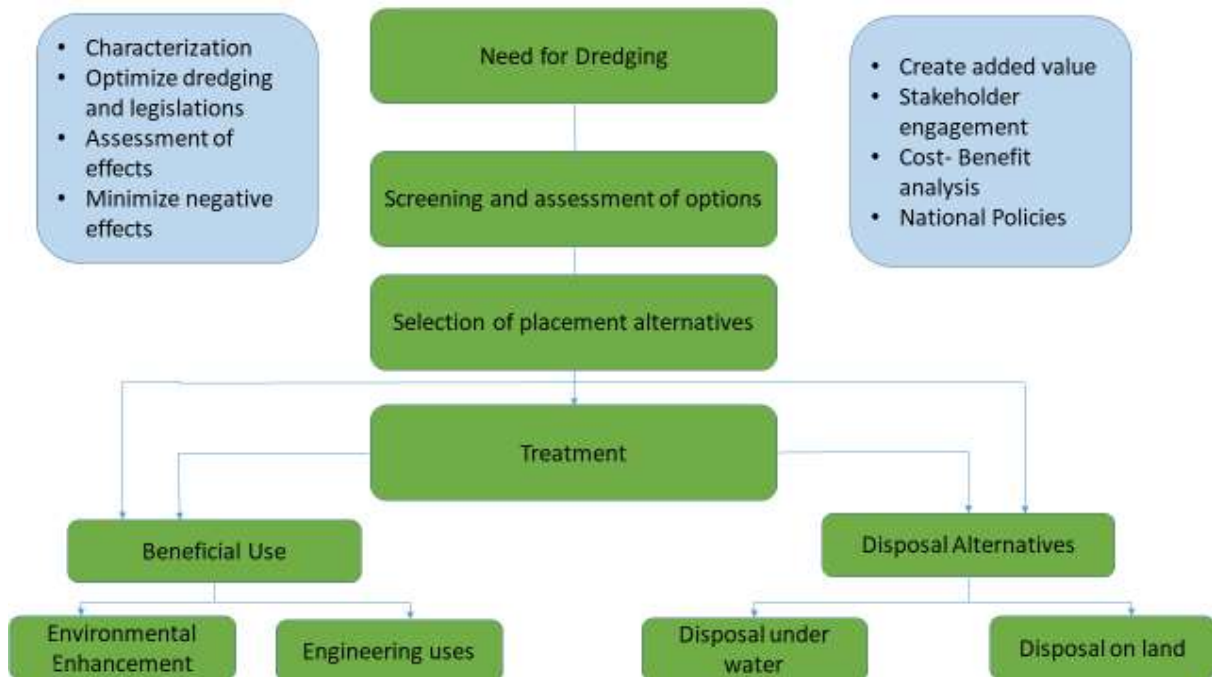 • Characterization
• Optimize dredging
and legislations
• Assessment of
effects
• Minimize negative
effects
Need for Dredging
• Create added value
• Stakeholder
engagement
• Cost- Benefit
analysis
• National Policies
Screening and assessment of options
Selection of placement alternatives
Treatment
Beneficial Use
Disposal Alternatives
Environmental
Enhancement
Engineering uses
Disposal under
water
Disposal on land